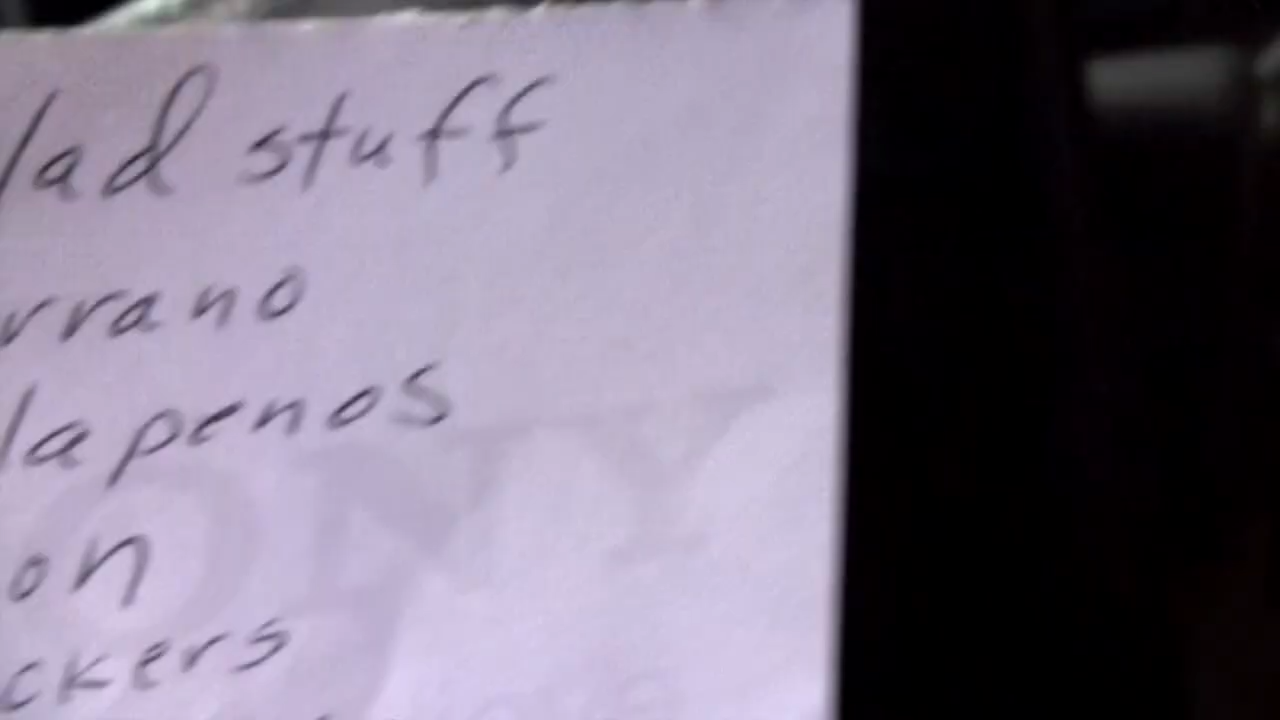 lad stuff
rrano
lapenos
on
ckers